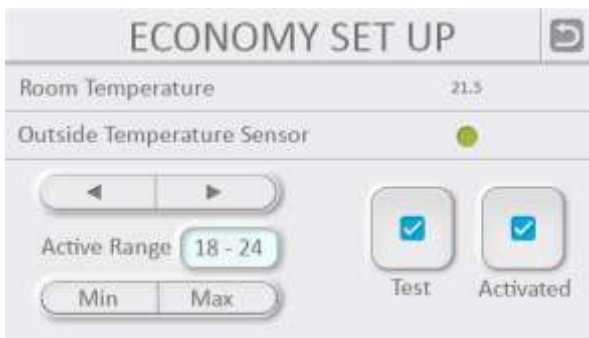 ECONOMY SET UP
Room Temperature 21.5
Outside Temperature Sensor
Active Range 18 - 24
Min Max
Test Activated